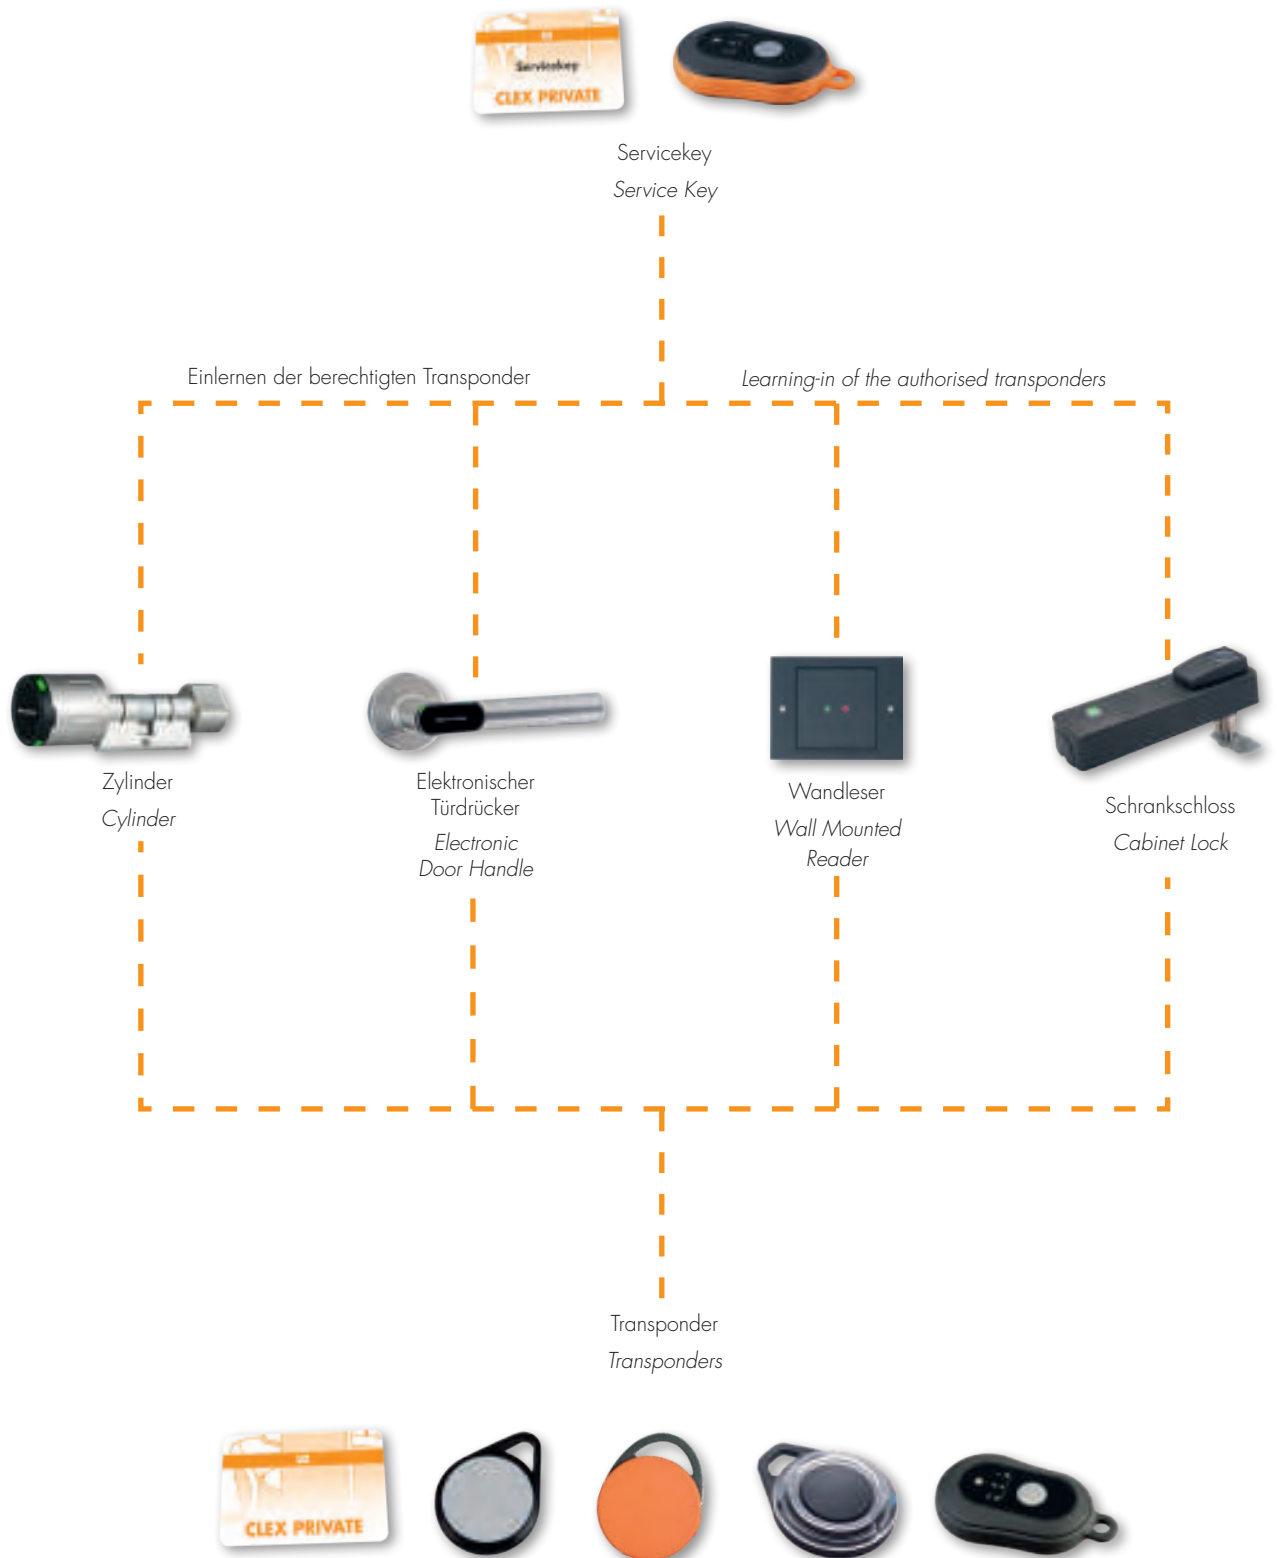 Servicekey
CLEX PRIVATE
Servicekey
Service Key
Einlernen der berechtigten Transponder
Learning-in of the authorised transponders
Zylinder
Cylinder
Elektronischer
Türdrücker
Electronic
Door Handle
Wandleser
Wall Mounted
Reader
Schrankschloss
Cabinet Lock
Transponder
Transponders
CLEX PRIVATE